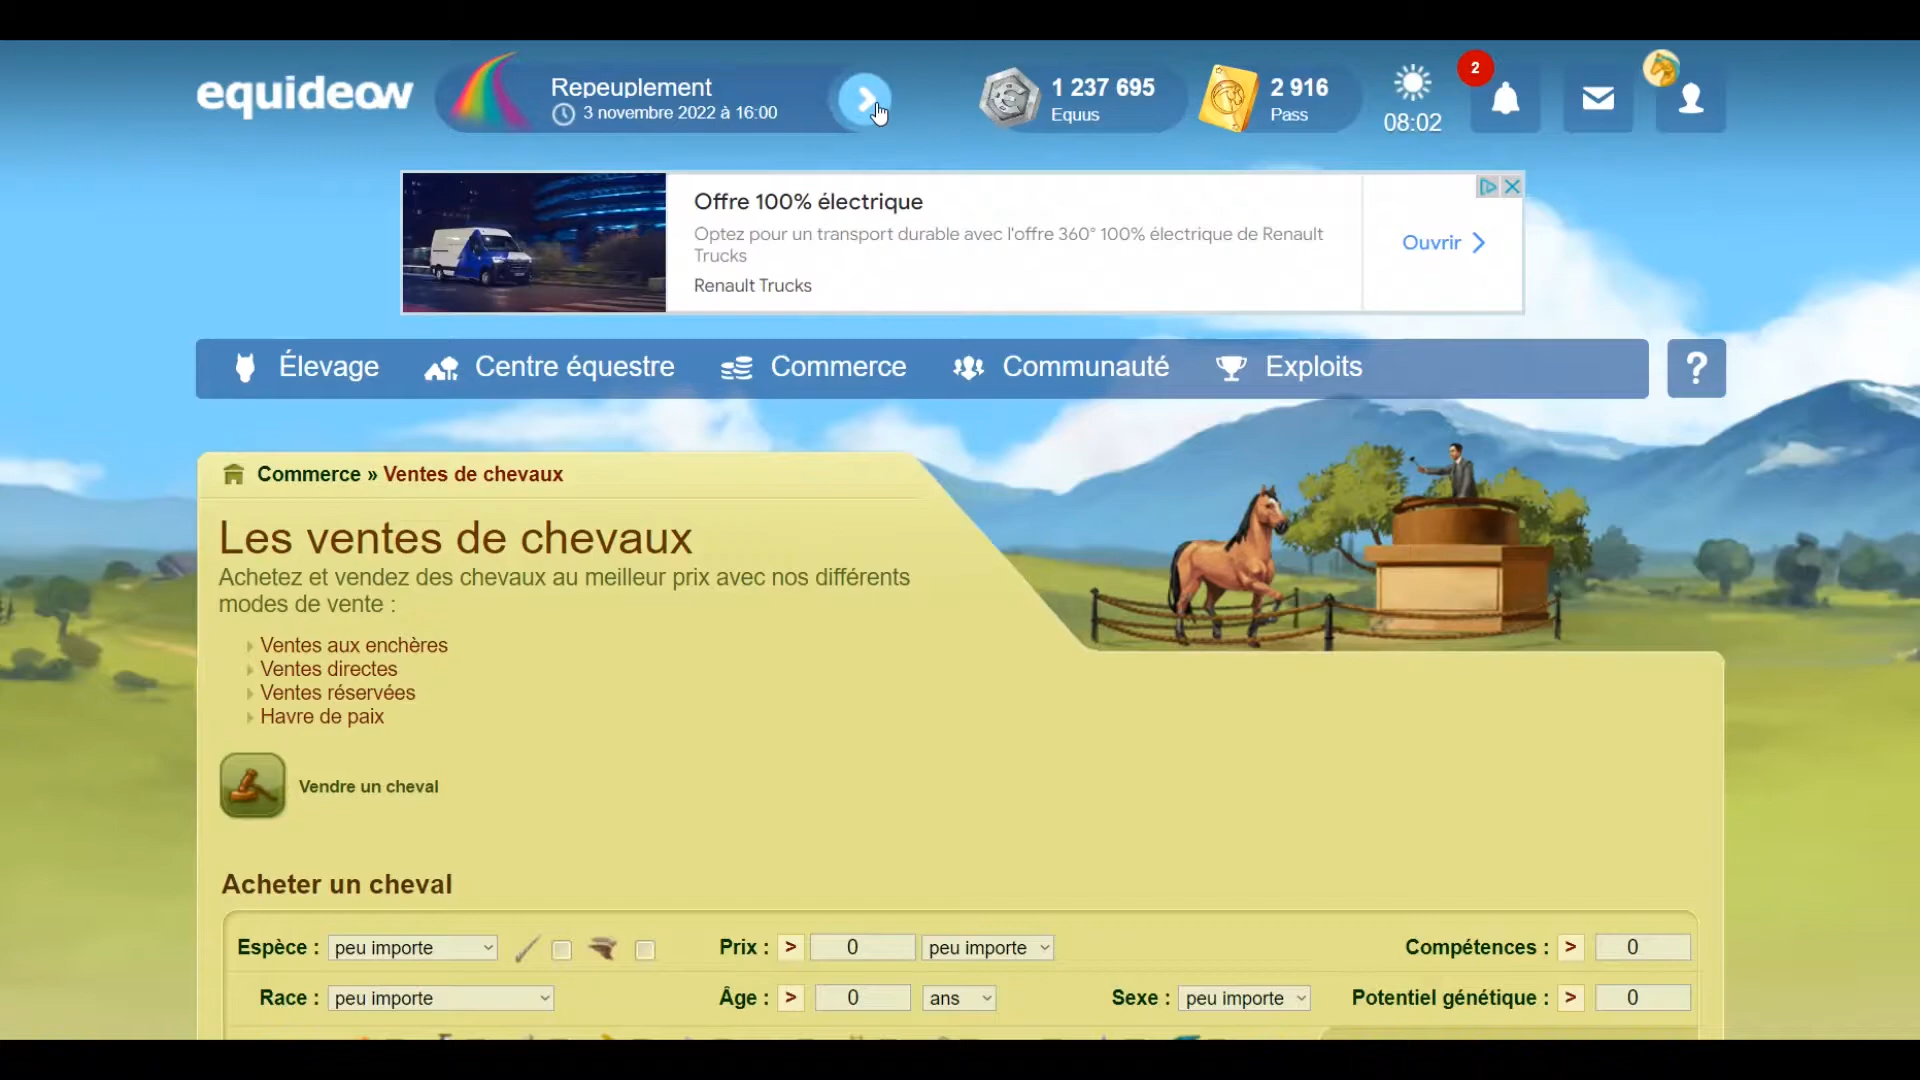 equideow
Repeuplement
3 novembre 2022 à 16:00
1 237 695
Equus
2 916
Pass
08:02
2
Offre 100% électrique
Optez pour un transport durable avec l'offre 360° 100% électrique de Renault
Trucks
Renault Trucks
Ouvrir
Élevage
Centre équestre
Commerce
Communauté
Exploits
?
Commerce » Ventes de chevaux
Les ventes de chevaux
Achetez et vendez des chevaux au meilleur prix avec nos différents
modes de vente :
Ventes aux enchères
Ventes directes
Ventes réservées
Havre de paix
Vendre un cheval
Acheter un cheval
Espèce : peu importe
Prix : > 0 peu importe
Compétences : > 0
Race : peu importe
Âge : > 0 ans
Sexe : peu importe
Potentiel génétique : > 0